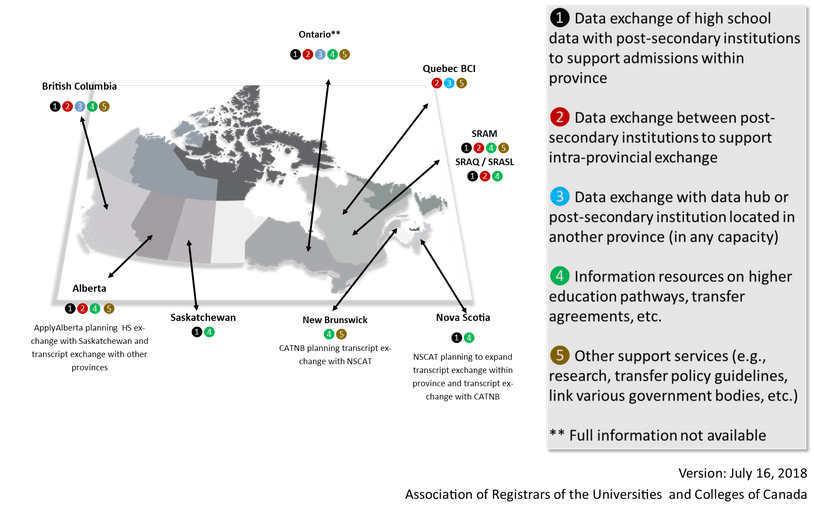 Ontario**
1 2 3 4 5
Quebec BCI
2 3 5
British Columbia
1 2 3 4 5
SRAM
1 2 4 5
SRAQ / SRASL
1 2 4
Alberta
1 2 4 5
ApplyAlberta planning HS ex-
change with Saskatchewan and
transcript exchange with other
provinces
Saskatchewan
1 4
New Brunswick
4 5
CATNB planning transcript ex-
change with NSCAT
Nova Scotia
1 4
NSCAT planning to expand
transcript exchange within
province and transcript ex-
change with CATNB
1 Data exchange of high school
data with post-secondary institutions
to support admissions within
province
2 Data exchange between post-
secondary institutions to support
intra-provincial exchange
3 Data exchange with data hub or
post-secondary institution located in
another province (in any capacity)
4 Information resources on higher
education pathways, transfer
agreements, etc.
5 Other support services (e.g.,
research, transfer policy guidelines,
link various government bodies, etc.)
** Full information not available
Version: July 16, 2018
Association of Registrars of the Universities and Colleges of Canada